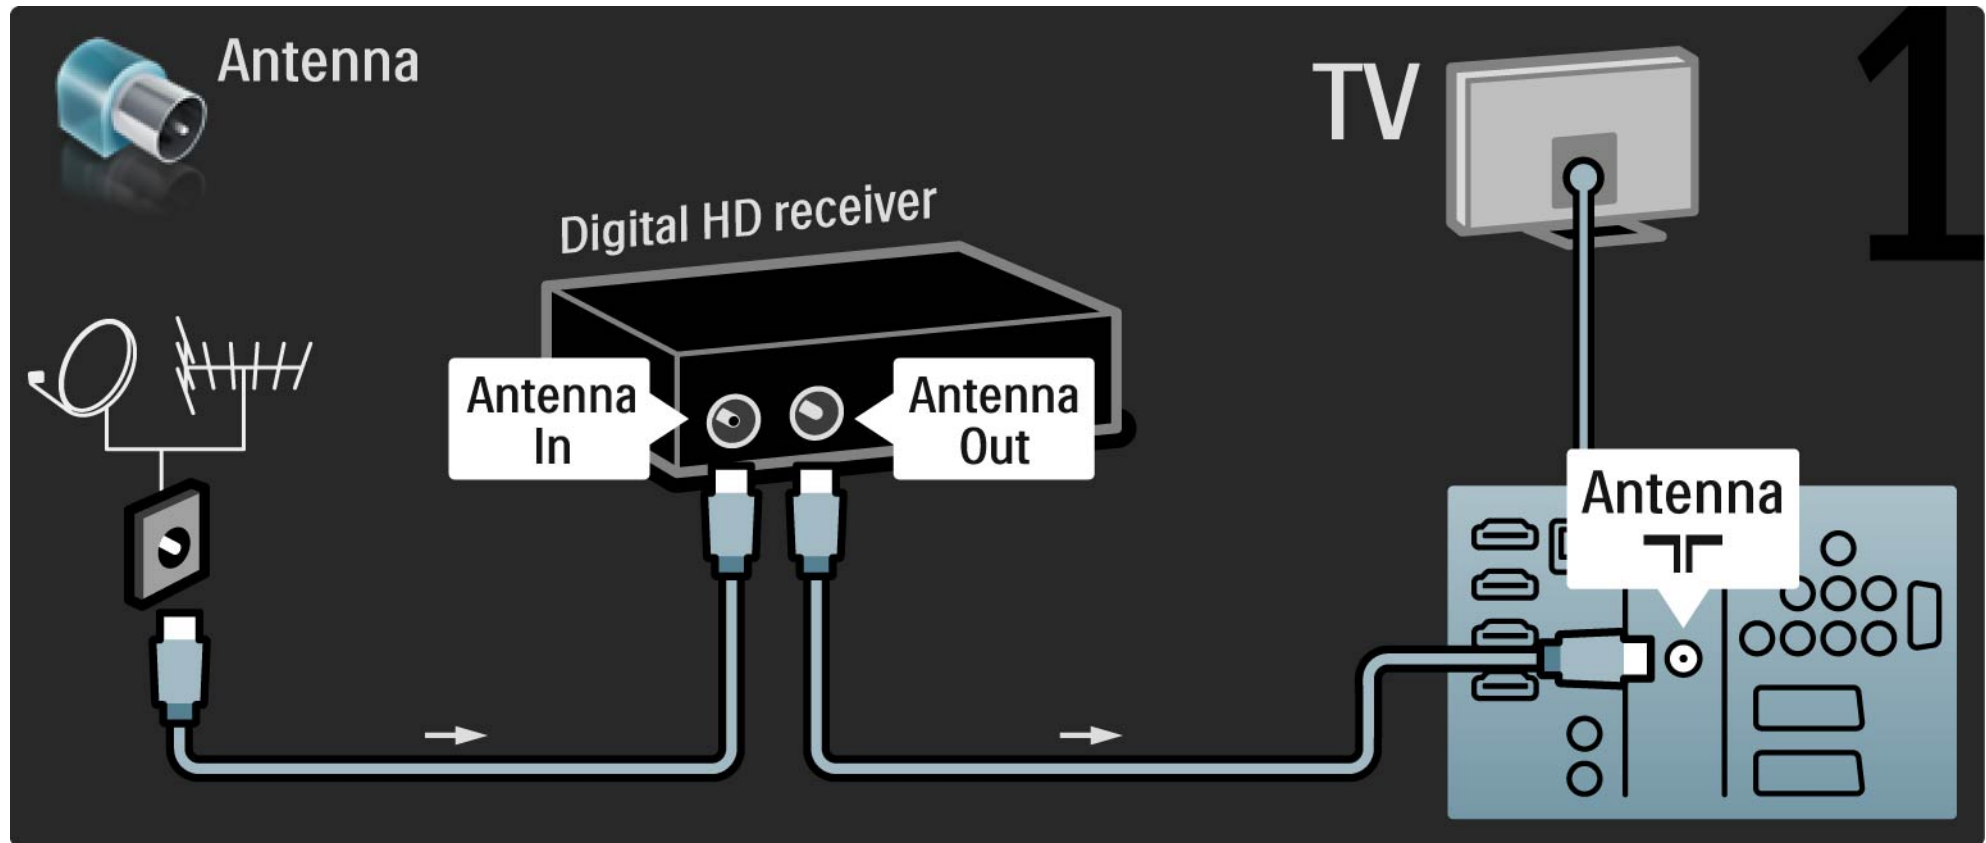 Antenna
TV
1
Digital HD receiver
Antenna
In
Antenna
Out
Antenna